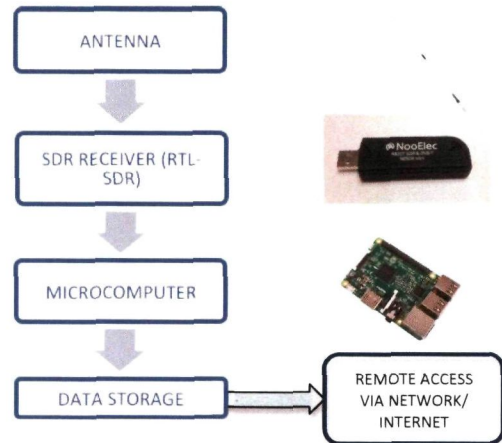 ANTENNA
SDR RECEIVER (RTL-
SDR)
NooElec
MICROCOMPUTER
DATA STORAGE
REMOTE ACCESS
VIA NETWORK/
INTERNET